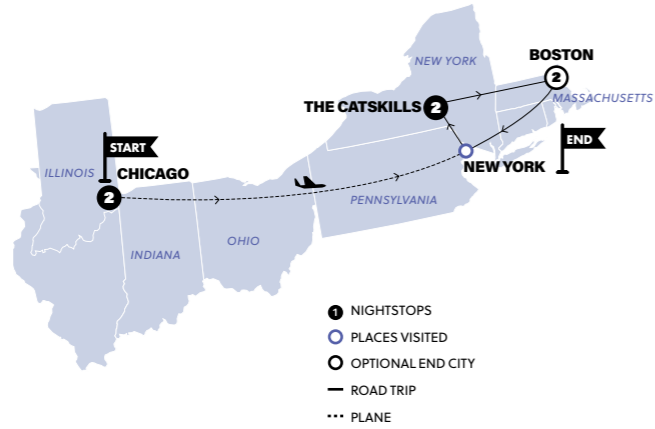 NEW YORK
BOSTON
2
MASSACHUSETTS
THE CATSKILLS
2
START
END
ILLINOIS
CHICAGO
2
NEW YORK
PENNSYLVANIA
INDIANA
OHIO
1 NIGHTSTOPS
PLACES VISITED
OPTIONAL END CITY
ROAD TRIP
PLANE